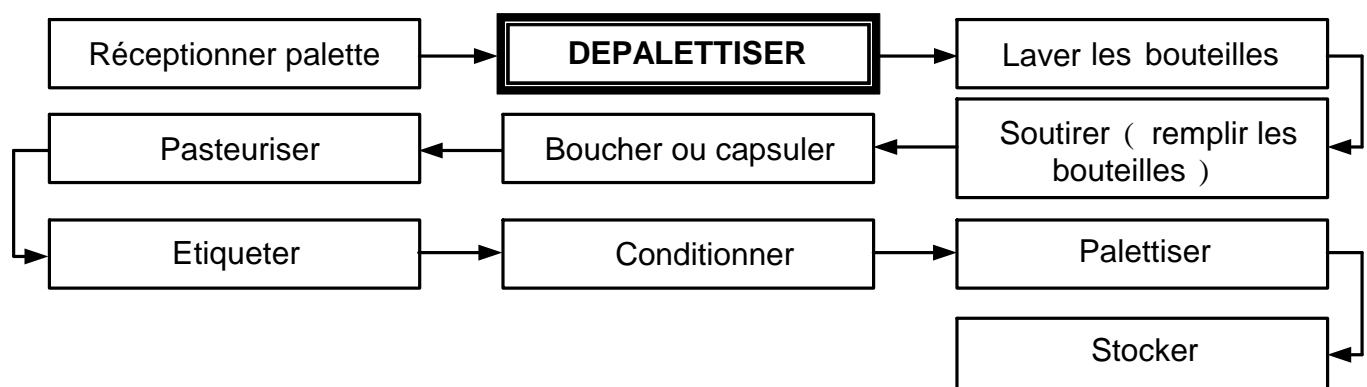 Réceptionner palette
DEPALETTISER
Laver les bouteilles
Soutirer ( remplir les
bouteilles )
Boucher ou capsuler
Pasteuriser
Etiqueter
Conditionner
Palettiser
Stocker